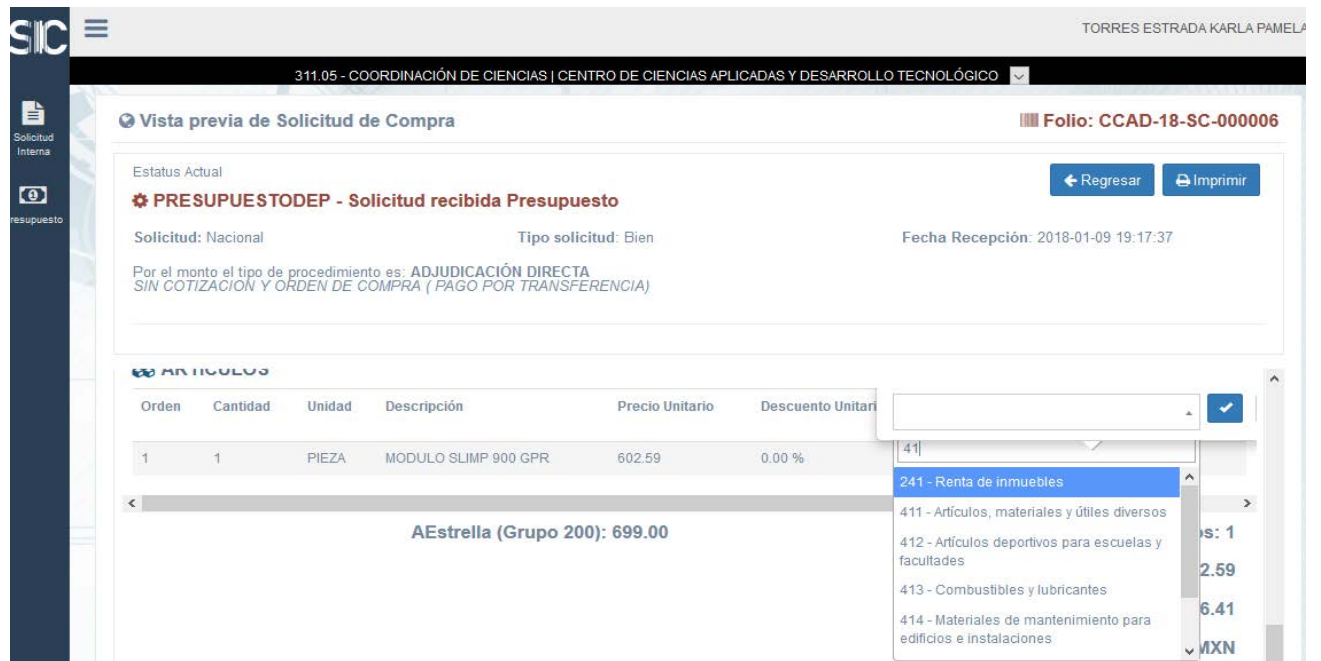 SIC
TORRES ESTRADA KARLA PAMELA
311.05 - COORDINACIÓN DE CIENCIAS | CENTRO DE CIENCIAS APLICADAS Y DESARROLLO TECNOLÓGICO
Solicitud
Interna
resupuesto
Vista previa de Solicitud de Compra
Folio: CCAD-18-SC-000006
Estatus Actual
Regresar
Imprimir
PRESUPUESTODEP - Solicitud recibida Presupuesto
Solicitud: Nacional
Tipo solicitud: Bien
Fecha Recepción: 2018-01-09 19:17:37
Por el monto el tipo de procedimiento es: ADJUDICACIÓN DIRECTA
SIN COTIZACION Y ORDEN DE COMPRA ( PAGO POR TRANSFERENCIA)
ARTICULOS
Orden Cantidad Unidad Descripción Precio Unitario Descuento Unitari
1 1 PIEZA MODULO SLIMP 900 GPR 602.59 0.00 %
41
241 - Renta de inmuebles
411 - Artículos, materiales y útiles diversos
412 - Artículos deportivos para escuelas y
facultades
413 - Combustibles y lubricantes
414 - Materiales de mantenimiento para
edificios e instalaciones
AEstrella (Grupo 200): 699.00
s: 1
2.59
6.41
MXN